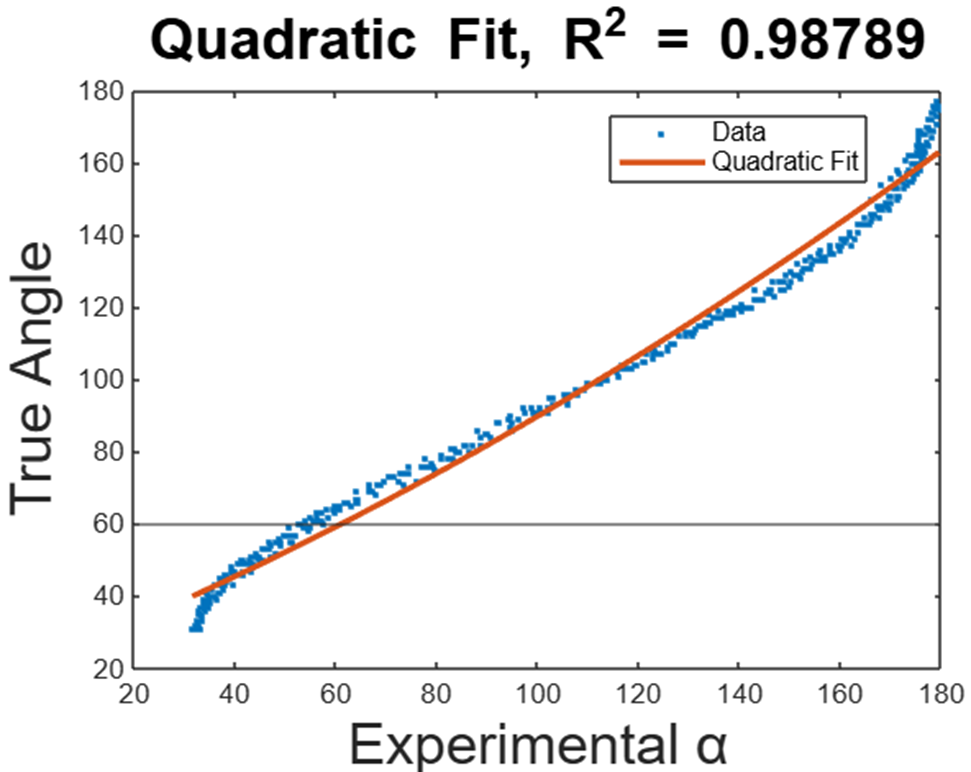 Quadratic Fit, R² = 0.98789
180
160
140
120
100
80
60
40
20
True Angle
Data
Quadratic Fit
20 40 60 80 100 120 140 160 180
Experimental α